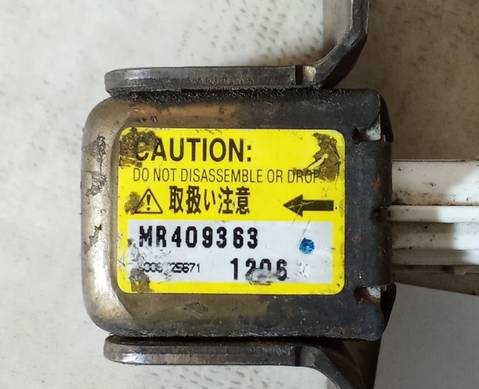 CAUTION:
DO NOT DISASSEMBLE OR DROP
取扱い注意
MR409363
1206